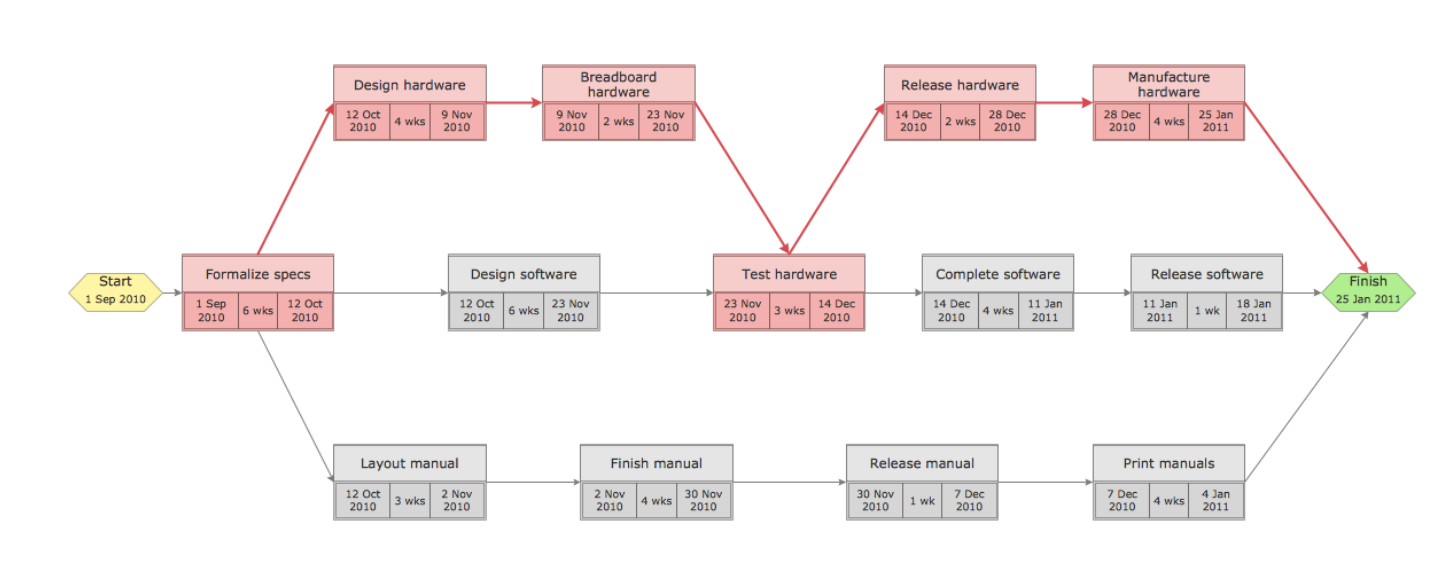 Design hardware
12 Oct
2010
4 wks
9 Nov
2010
Breadboard
hardware
9 Nov
2010
2 wks
23 Nov
2010
Release hardware
14 Dec
2010
2 wks
28 Dec
2010
Manufacture
hardware
28 Dec
2010
4 wks
25 Jan
2011
Start
1 Sep 2010
Formalize specs
1 Sep
2010
6 wks
12 Oct
2010
Design software
12 Oct
2010
6 wks
23 Nov
2010
Test hardware
23 Nov
2010
3 wks
14 Dec
2010
Complete software
14 Dec
2010
4 wks
11 Jan
2011
Release software
11 Jan
2011
1 wk
18 Jan
2011
Finish
25 Jan 2011
Layout manual
12 Oct
2010
3 wks
2 Nov
2010
Finish manual
2 Nov
2010
4 wks
30 Nov
2010
Release manual
30 Nov
2010
1 wk
7 Dec
2010
Print manuals
7 Dec
2010
4 wks
4 Jan
2011